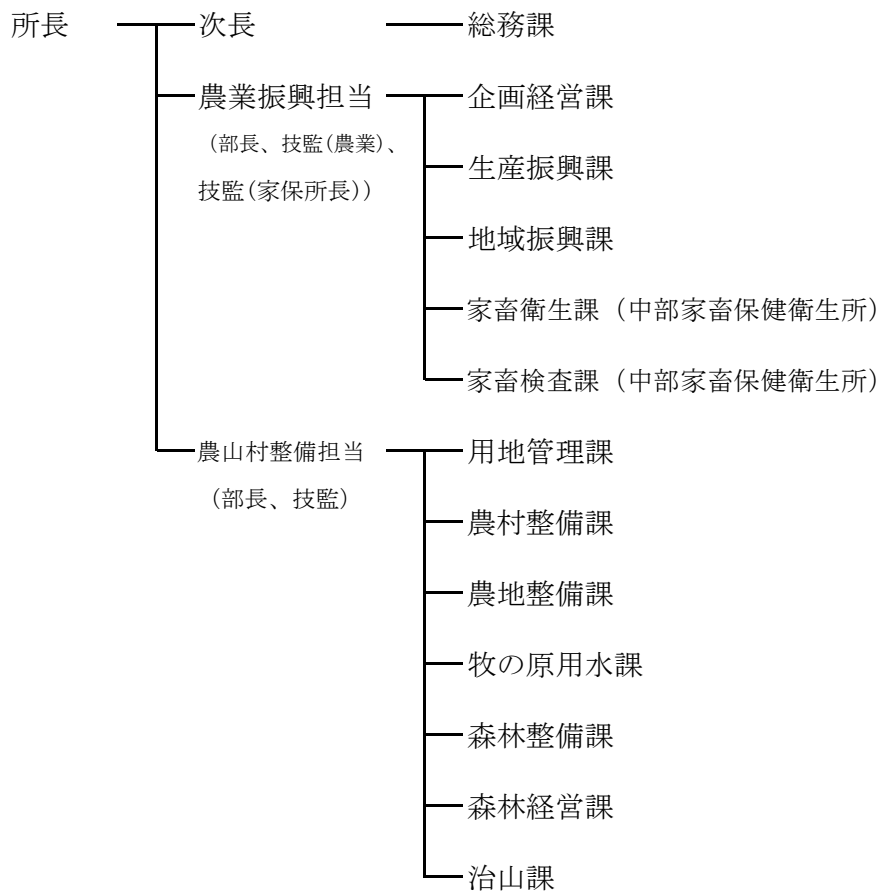 所長 次長 総務課
農業振興担当 企画経営課
（部長、技監(農業)、
技監(家保所長)）
生産振興課
地域振興課
家畜衛生課（中部家畜保健衛生所）
家畜検査課（中部家畜保健衛生所）
農山村整備担当 用地管理課
（部長、技監）
農村整備課
農地整備課
牧の原用水課
森林整備課
森林経営課
治山課